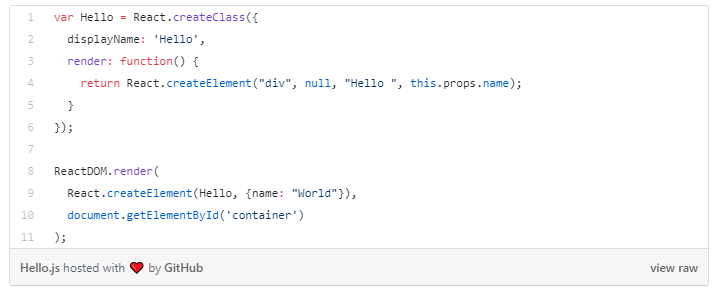 1 var Hello = React.createClass({
2   displayName: 'Hello',
3   render: function() {
4     return React.createElement("div", null, "Hello ", this.props.name);
5   }
6 });
7
8 ReactDOM.render(
9   React.createElement(Hello, {name: "World"}),
10   document.getElementById('container')
11 );
Hello.js hosted with ❤ by GitHub view raw